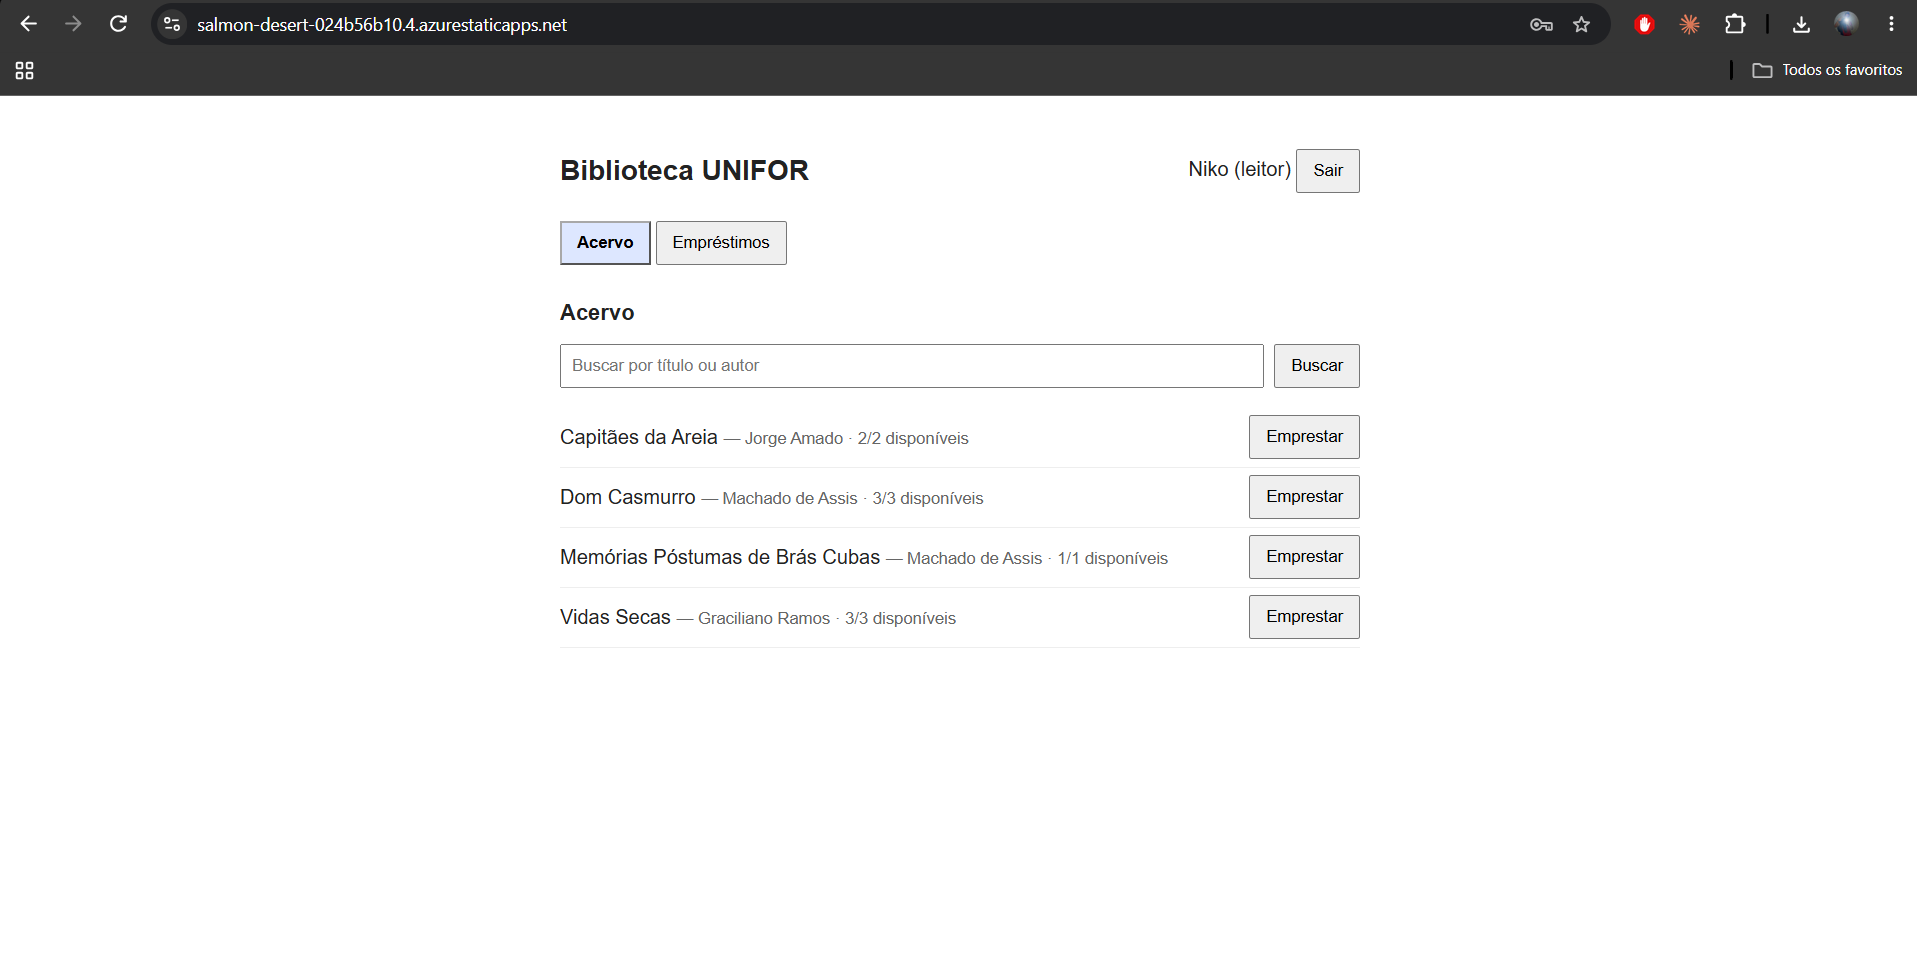 salmon-desert-024b56b10.4.azurestaticapps.net
Todos os favoritos
Biblioteca UNIFOR
Niko (leitor) Sair
Acervo Empréstimos
Acervo
Buscar por título ou autor Buscar
Capitães da Areia — Jorge Amado · 2/2 disponíveis Emprestar
Dom Casmurro — Machado de Assis · 3/3 disponíveis Emprestar
Memórias Póstumas de Brás Cubas — Machado de Assis · 1/1 disponíveis Emprestar
Vidas Secas — Graciliano Ramos · 3/3 disponíveis Emprestar